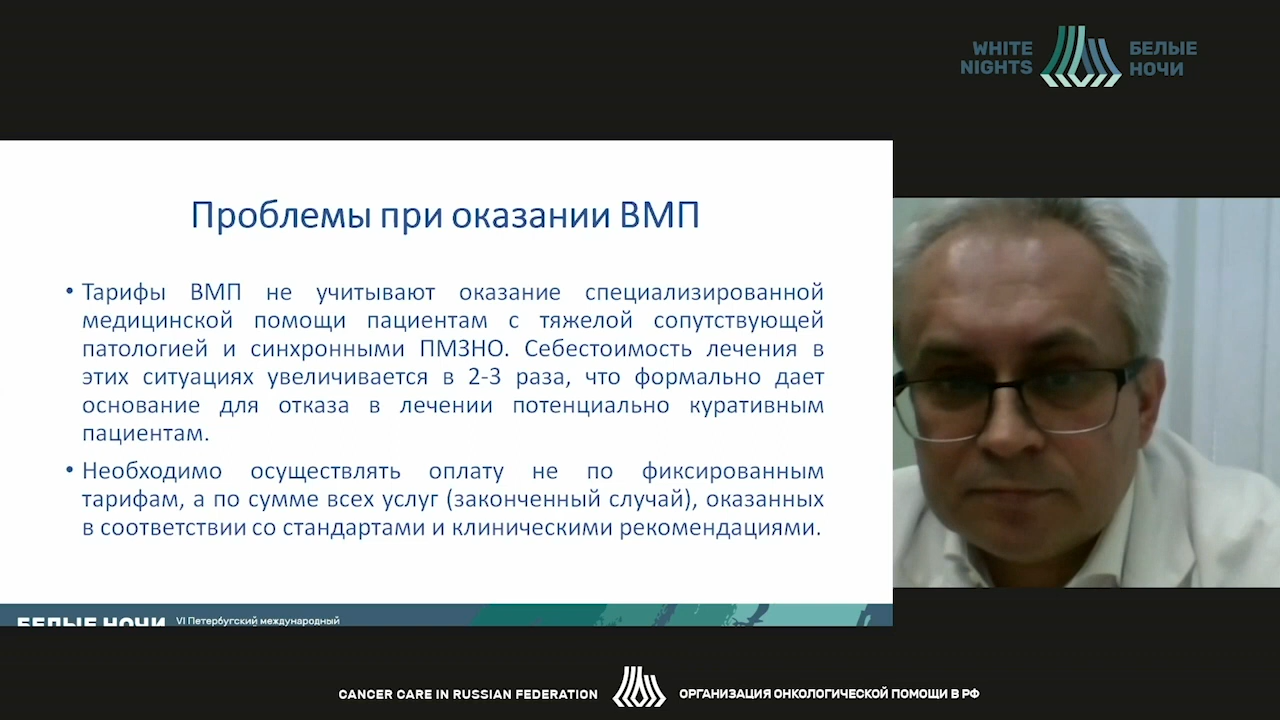 WHITE
NIGHTS
БЕЛЫЕ
НОЧИ
Проблемы при оказании ВМП
• Тарифы ВМП не учитывают оказание специализированной
медицинской помощи пациентам с тяжелой сопутствующей
патологией и синхронными ПМЗНО. Себестоимость лечения в
этих ситуациях увеличивается в 2-3 раза, что формально дает
основание для отказа в лечении потенциально куративным
пациентам.
• Необходимо осуществлять оплату не по фиксированным
тарифам, а по сумме всех услуг (законченный случай), оказанных
в соответствии со стандартами и клиническими рекомендациями.
БЕЛЫЕ НОЧИ
VI Петербугский международный
CANCER CARE IN RUSSIAN FEDERATION
ОРГАНИЗАЦИЯ ОНКОЛОГИЧЕСКОЙ ПОМОЩИ В РФ